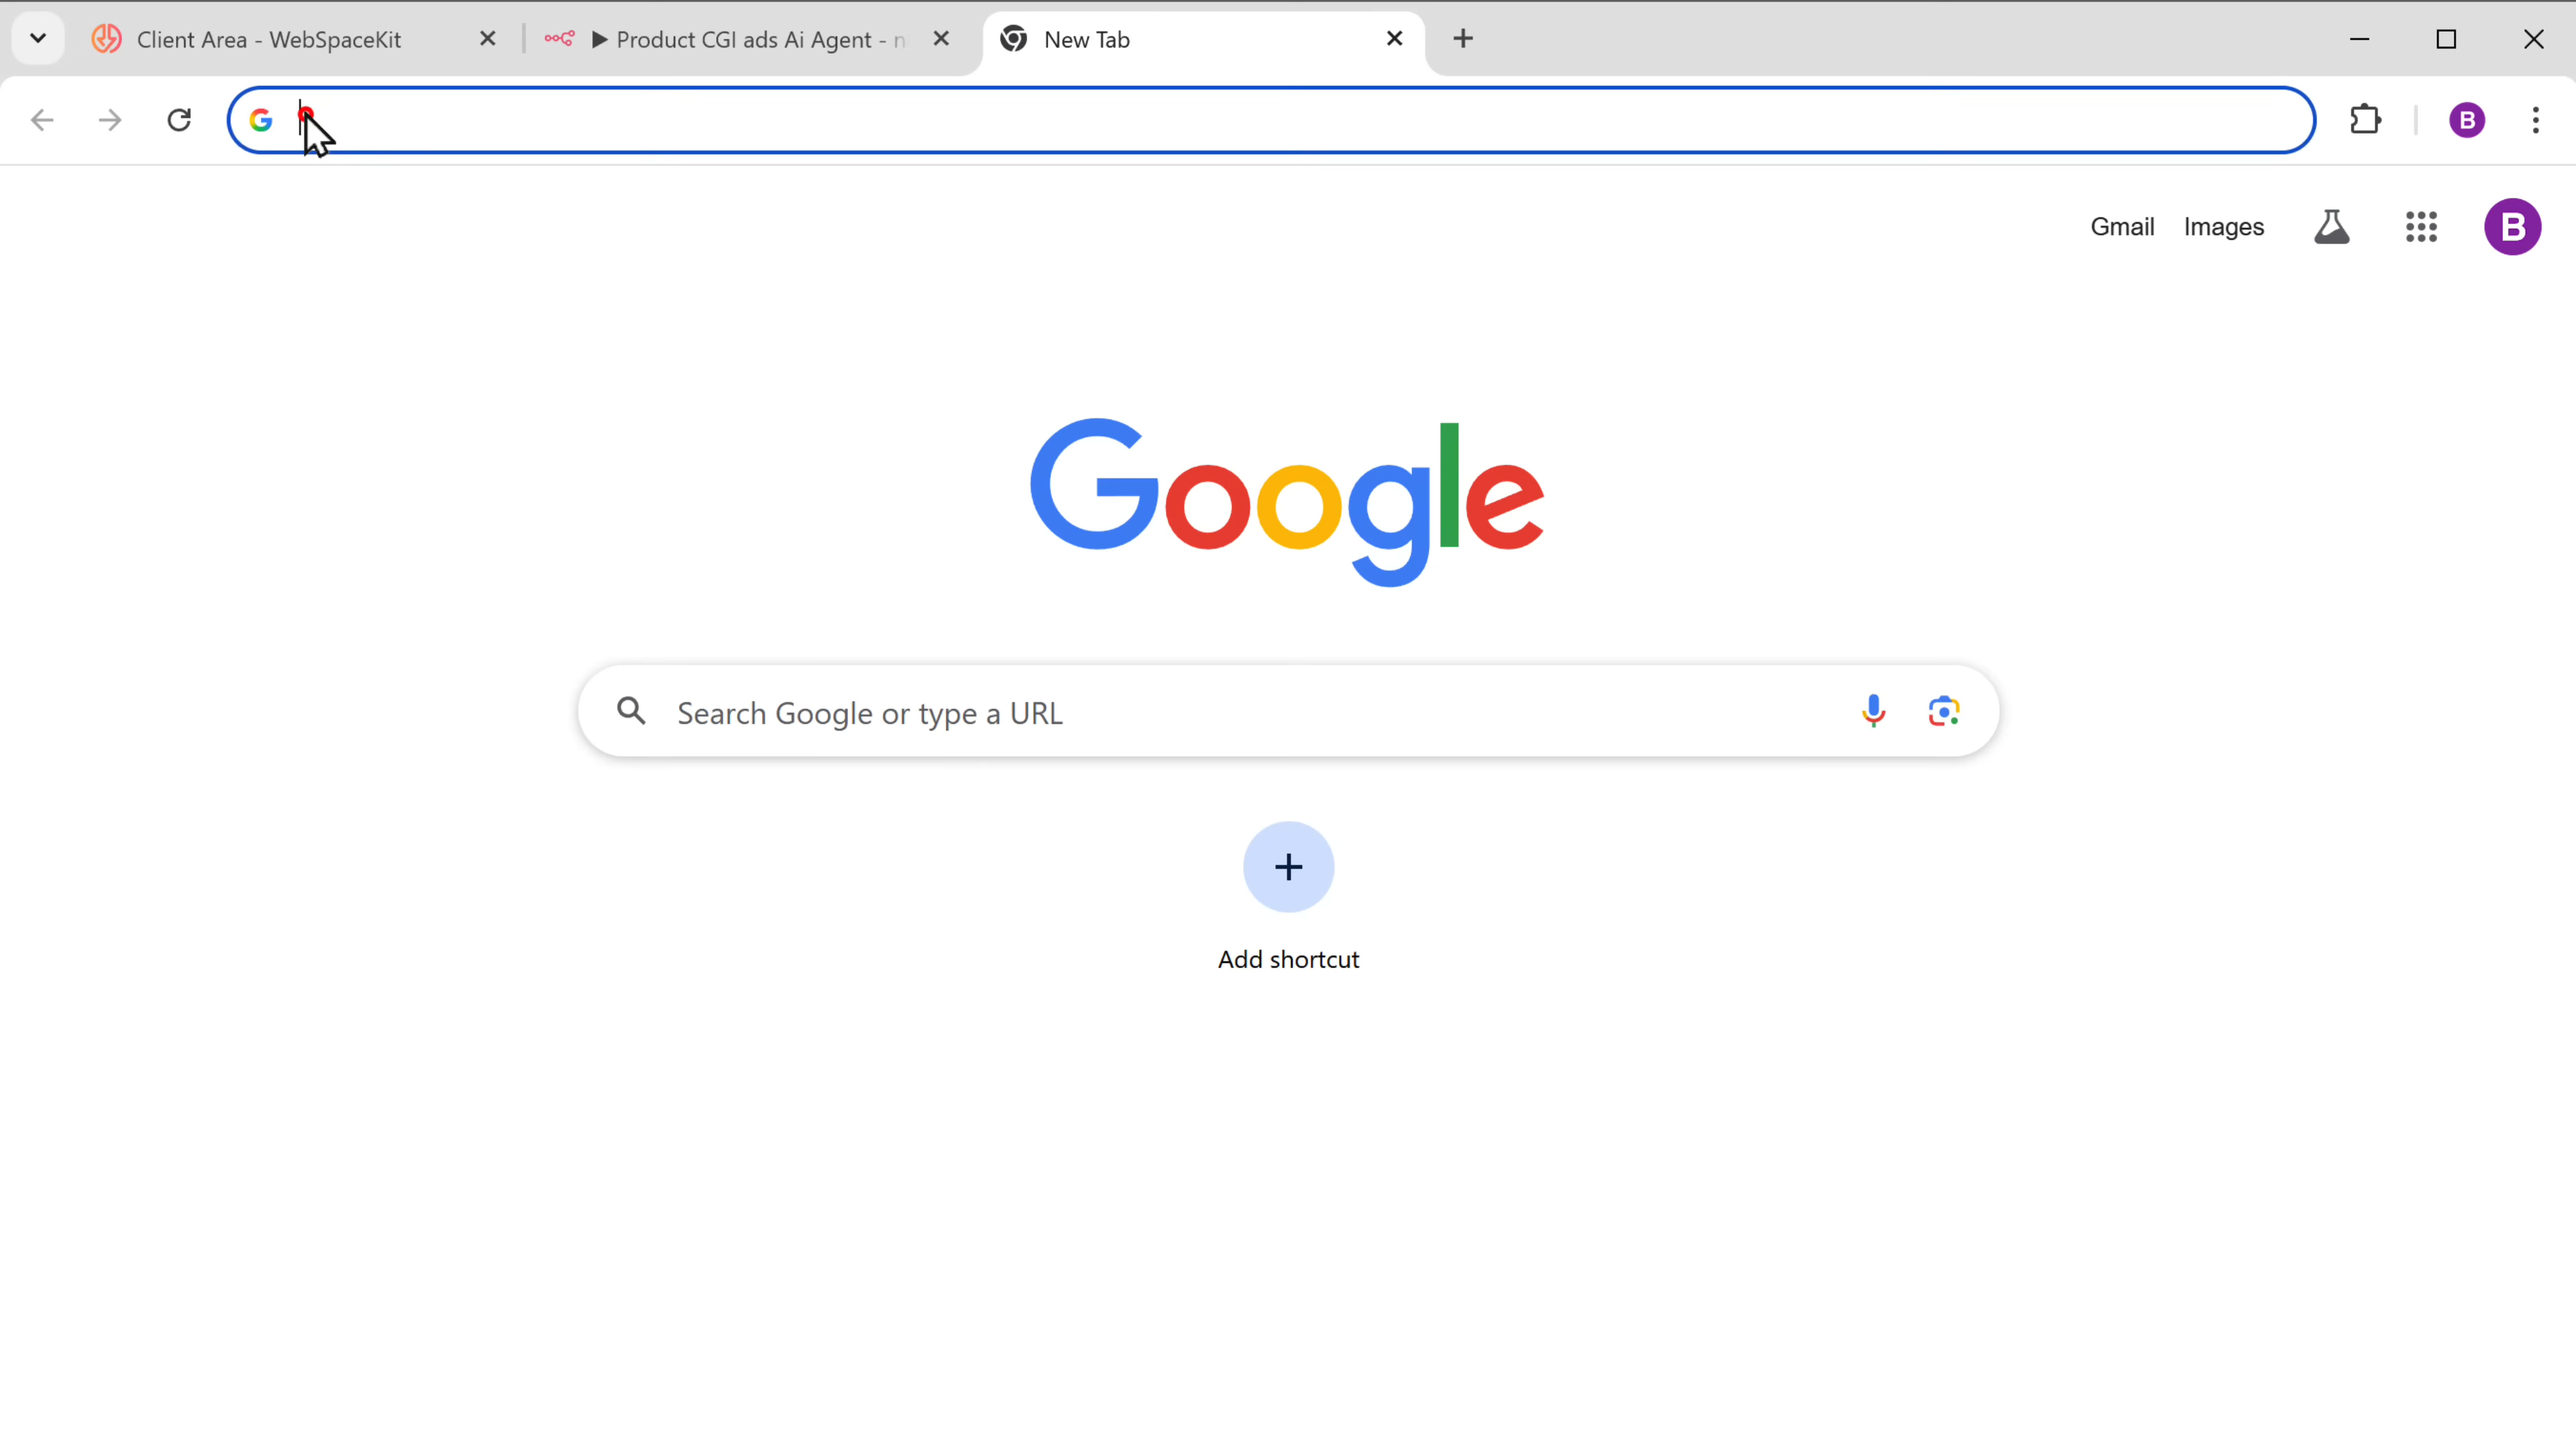 Client Area - WebSpaceKit
▶ Product CGI ads Ai Agent - n
New Tab
B
Gmail
Images
B
Google
Search Google or type a URL
Add shortcut